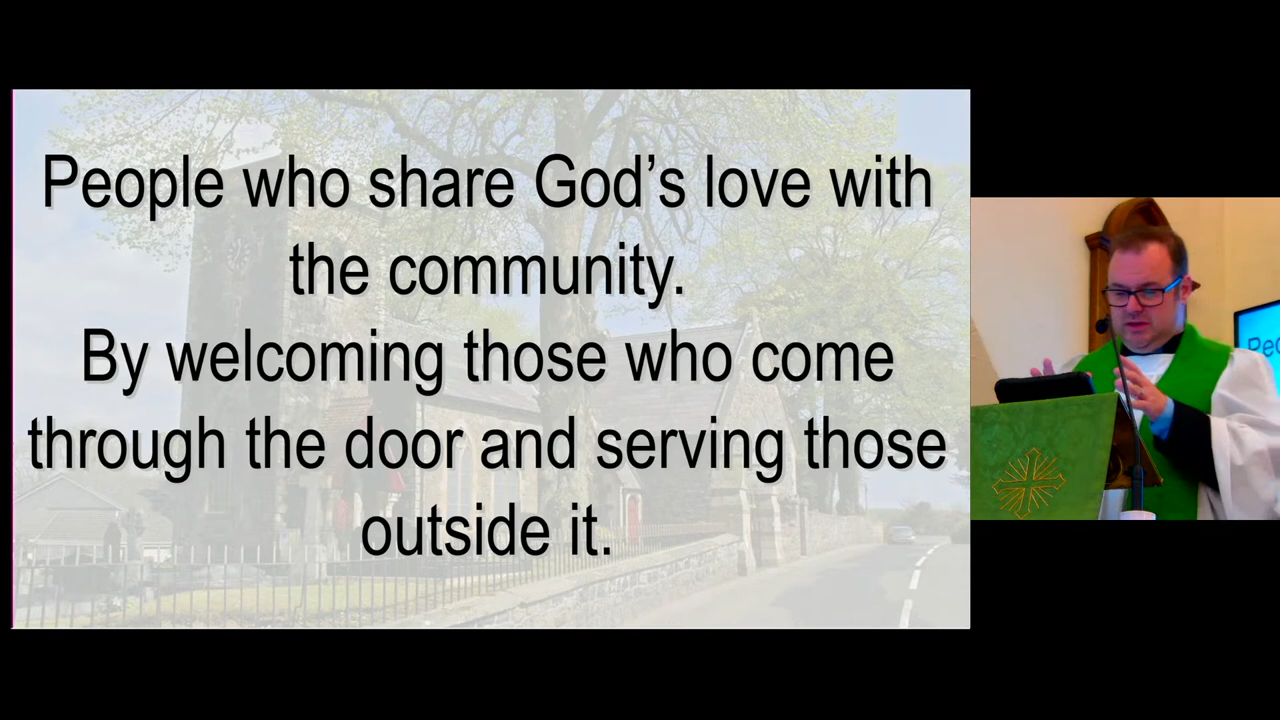 People who share God’s love with
the community.
By welcoming those who come
through the door and serving those
outside it.